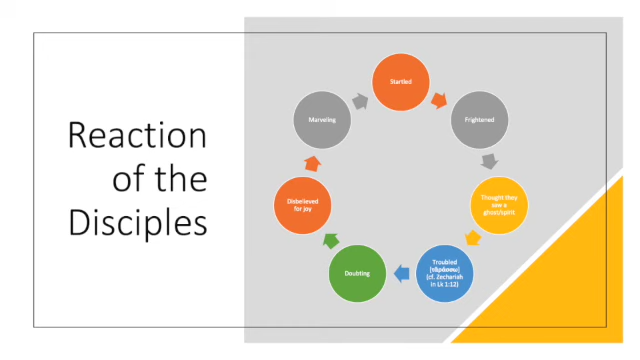 Reaction
of the
Disciples
Startled
Frightened
Thought they
saw a
ghost/spirit
Troubled
[ταράσσω]
(cf. Zechariah
in Lk 1:12)
Doubting
Disbelieved
for joy
Marveling